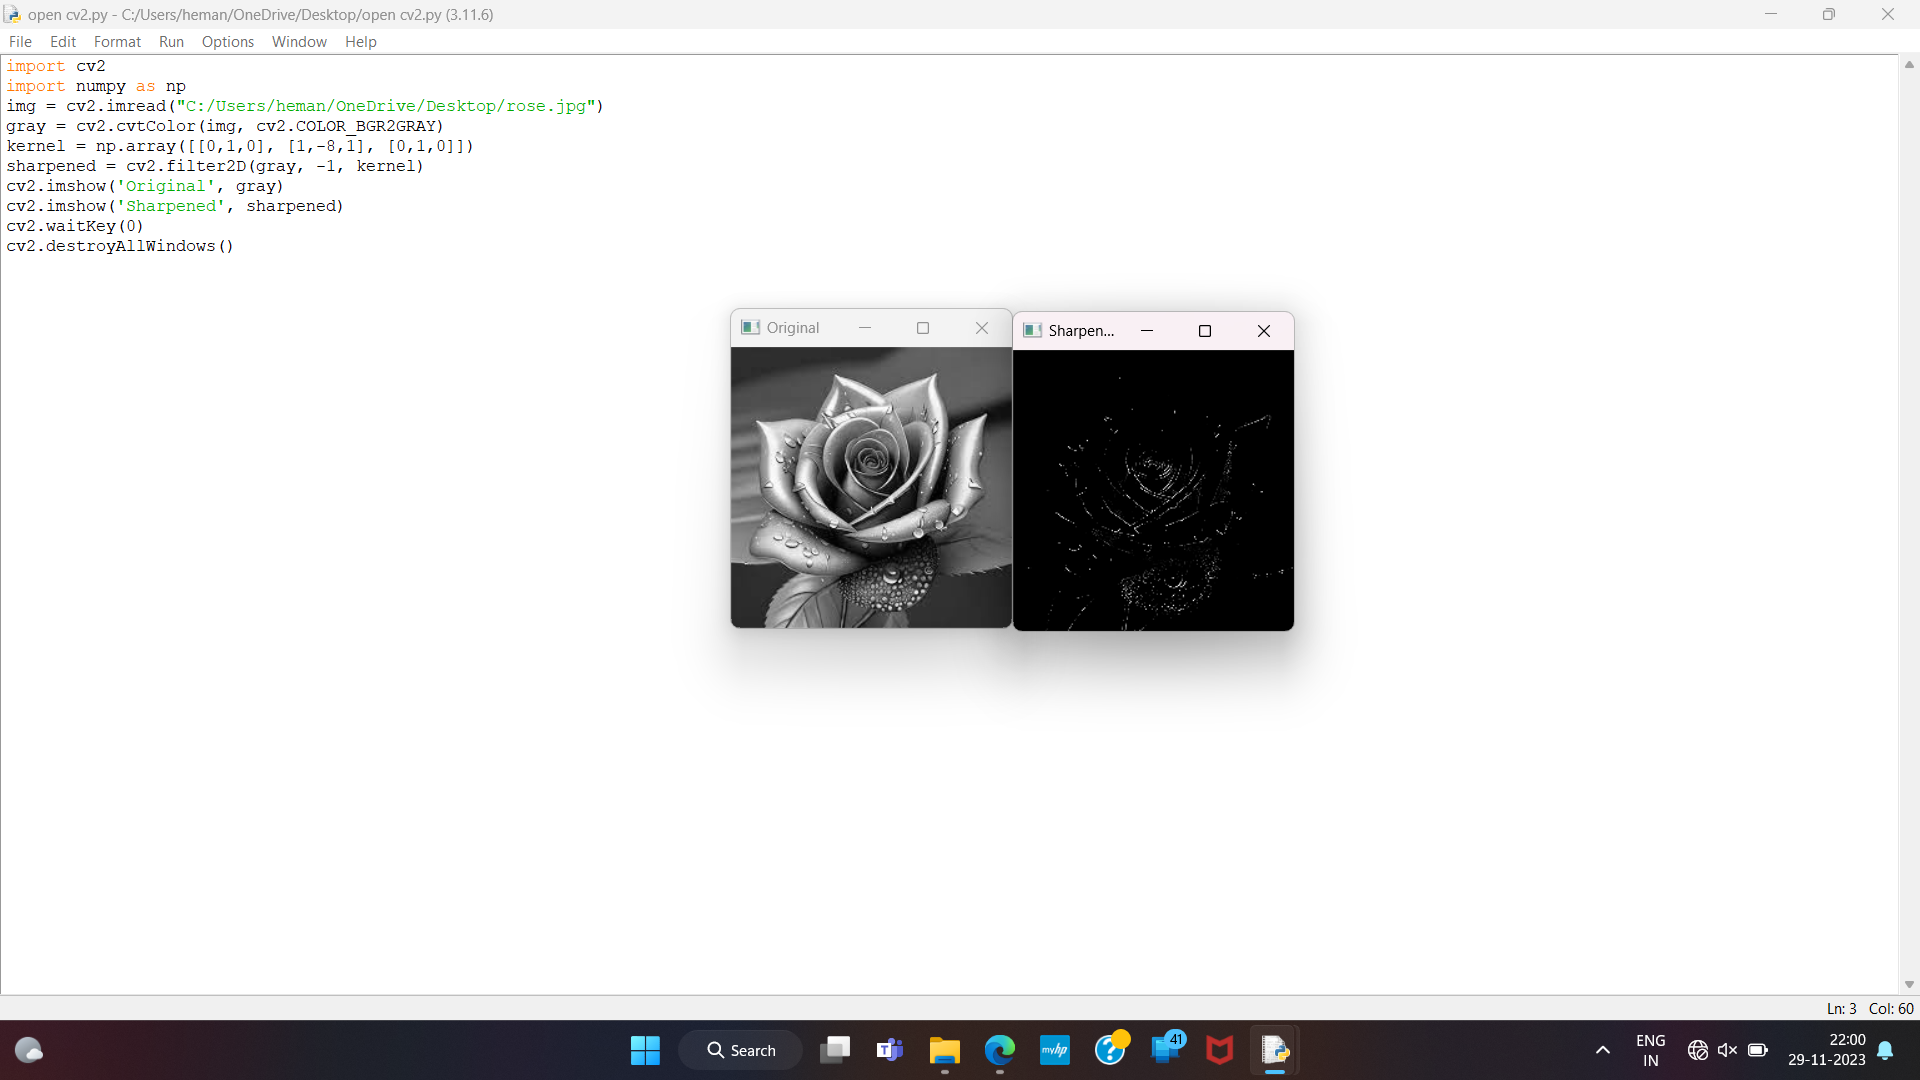 open cv2.py - C:/Users/heman/OneDrive/Desktop/open cv2.py (3.11.6)
File Edit Format Run Options Window Help
import cv2
import numpy as np
img = cv2.imread("C:/Users/heman/OneDrive/Desktop/rose.jpg")
gray = cv2.cvtColor(img, cv2.COLOR_BGR2GRAY)
kernel = np.array([[0,1,0], [1,-8,1], [0,1,0]])
sharpened = cv2.filter2D(gray, -1, kernel)
cv2.imshow('Original', gray)
cv2.imshow('Sharpened', sharpened)
cv2.waitKey(0)
cv2.destroyAllWindows()
Original
Sharpen...
Ln: 3 Col: 60
Search
myhp
41
ENG
IN
22:00
29-11-2023